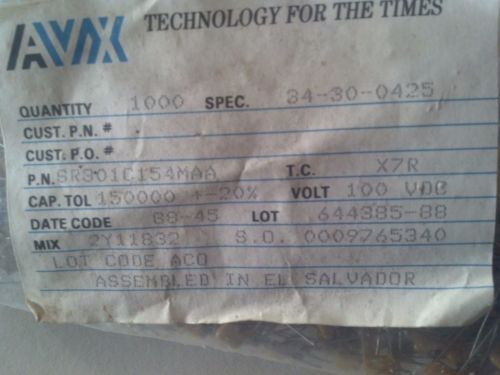 AVX TECHNOLOGY FOR THE TIMES
QUANTITY 1000 SPEC. 34-30-0425
CUST. P.N. #
CUST. P.O. #
P.N. SR301C154MAA T.C. X7R
CAP. TOL 150000 +-20% VOLT 100 VDC
DATE CODE 88-45 LOT 644385-88
MIX 2Y11832 S.O. 0009765340
LOT CODE ACO
ASSEMBLED IN EL SALVADOR